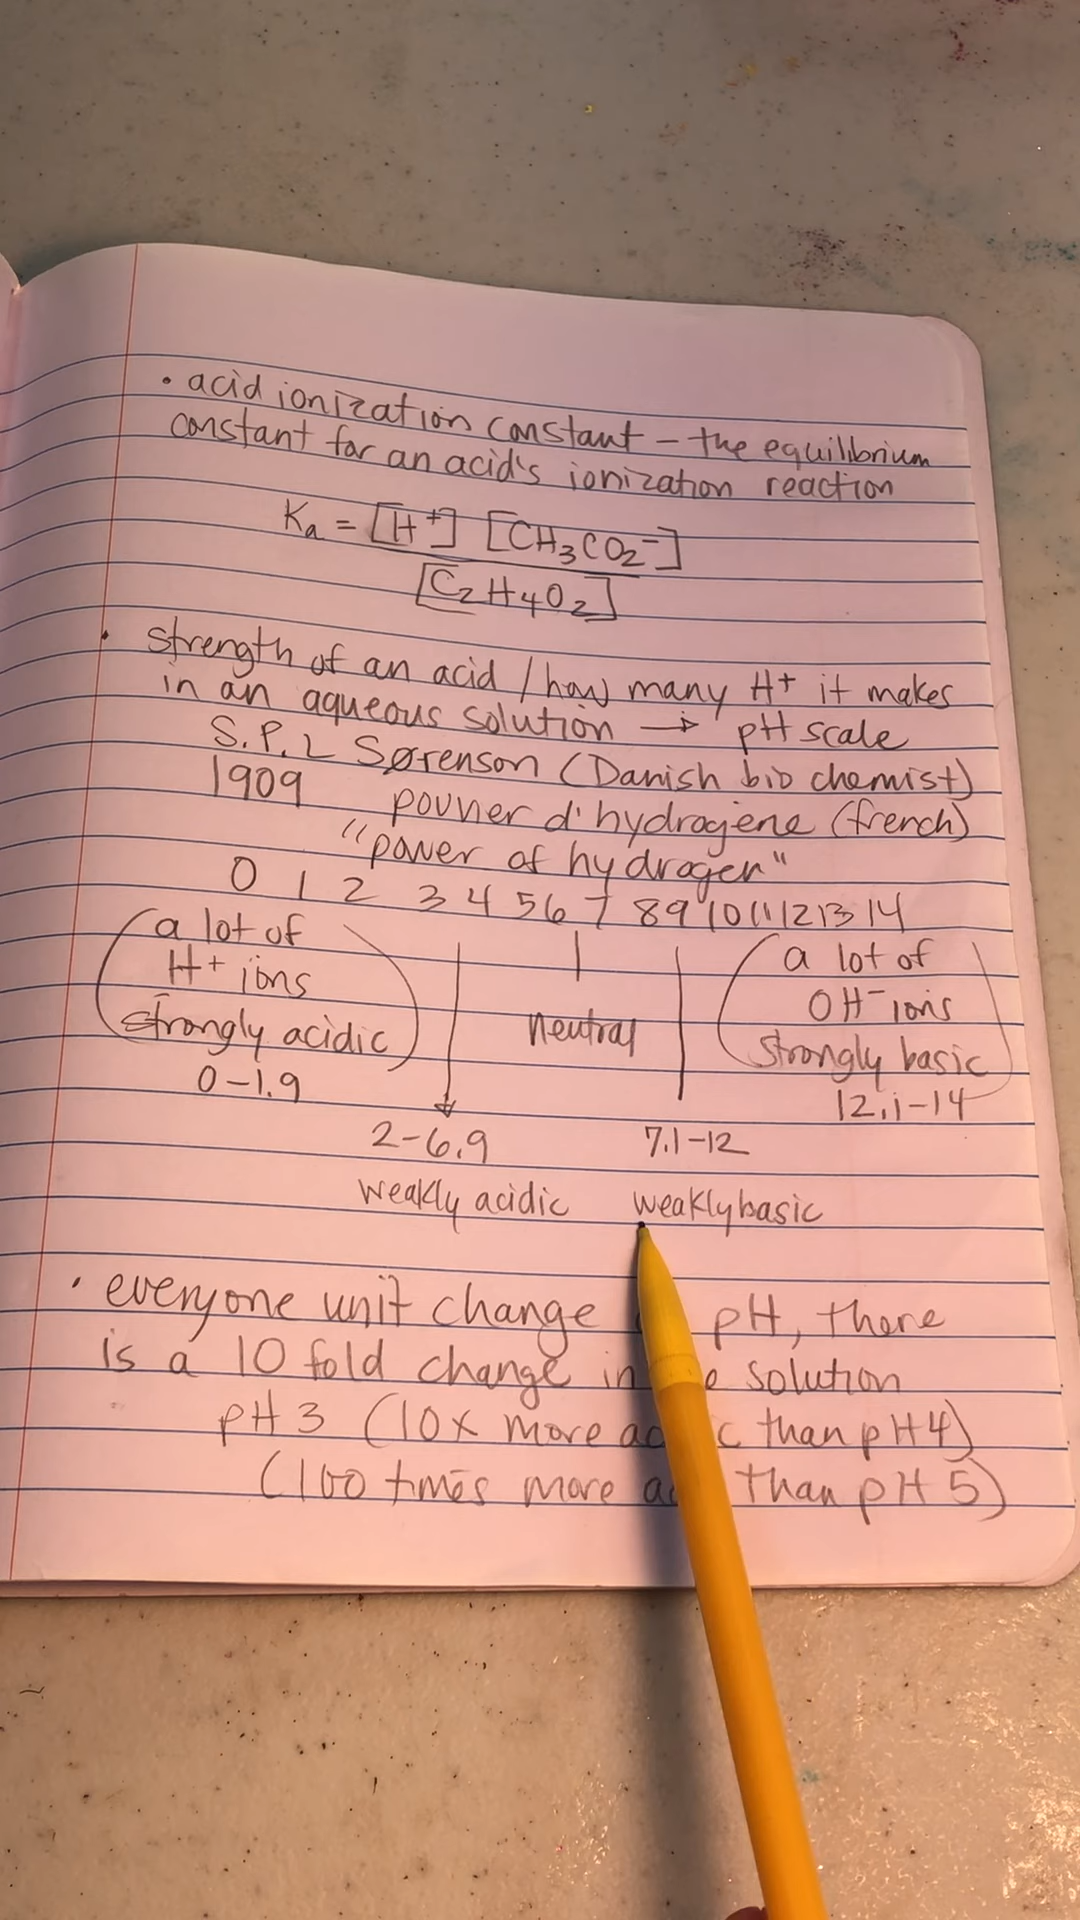 • acid ionization constant – the equilibrium
constant for an acid's ionization reaction
Ka = [H+] [CH3CO2-]
[C2H4O2]
• strength of an acid / how many H+ it makes
in an aqueous solution → pH scale
S.P.L Sørenson (Danish bio chemist)
1909 pouver d'hydrogène (french)
"power of hydrogen"
0 1 2 3 4 5 6 7 8 9 10 11 12 13 14
a lot of
H+ ions
strongly acidic
0-1.9
neutral
a lot of
OH- ions
strongly basic
12.1-14
2-6.9 7.1-12
weakly acidic weakly basic
• everyone unit change pH, there
is a 10 fold change in solution
pH 3 (10x more than pH 4)
(100 times more than pH 5)